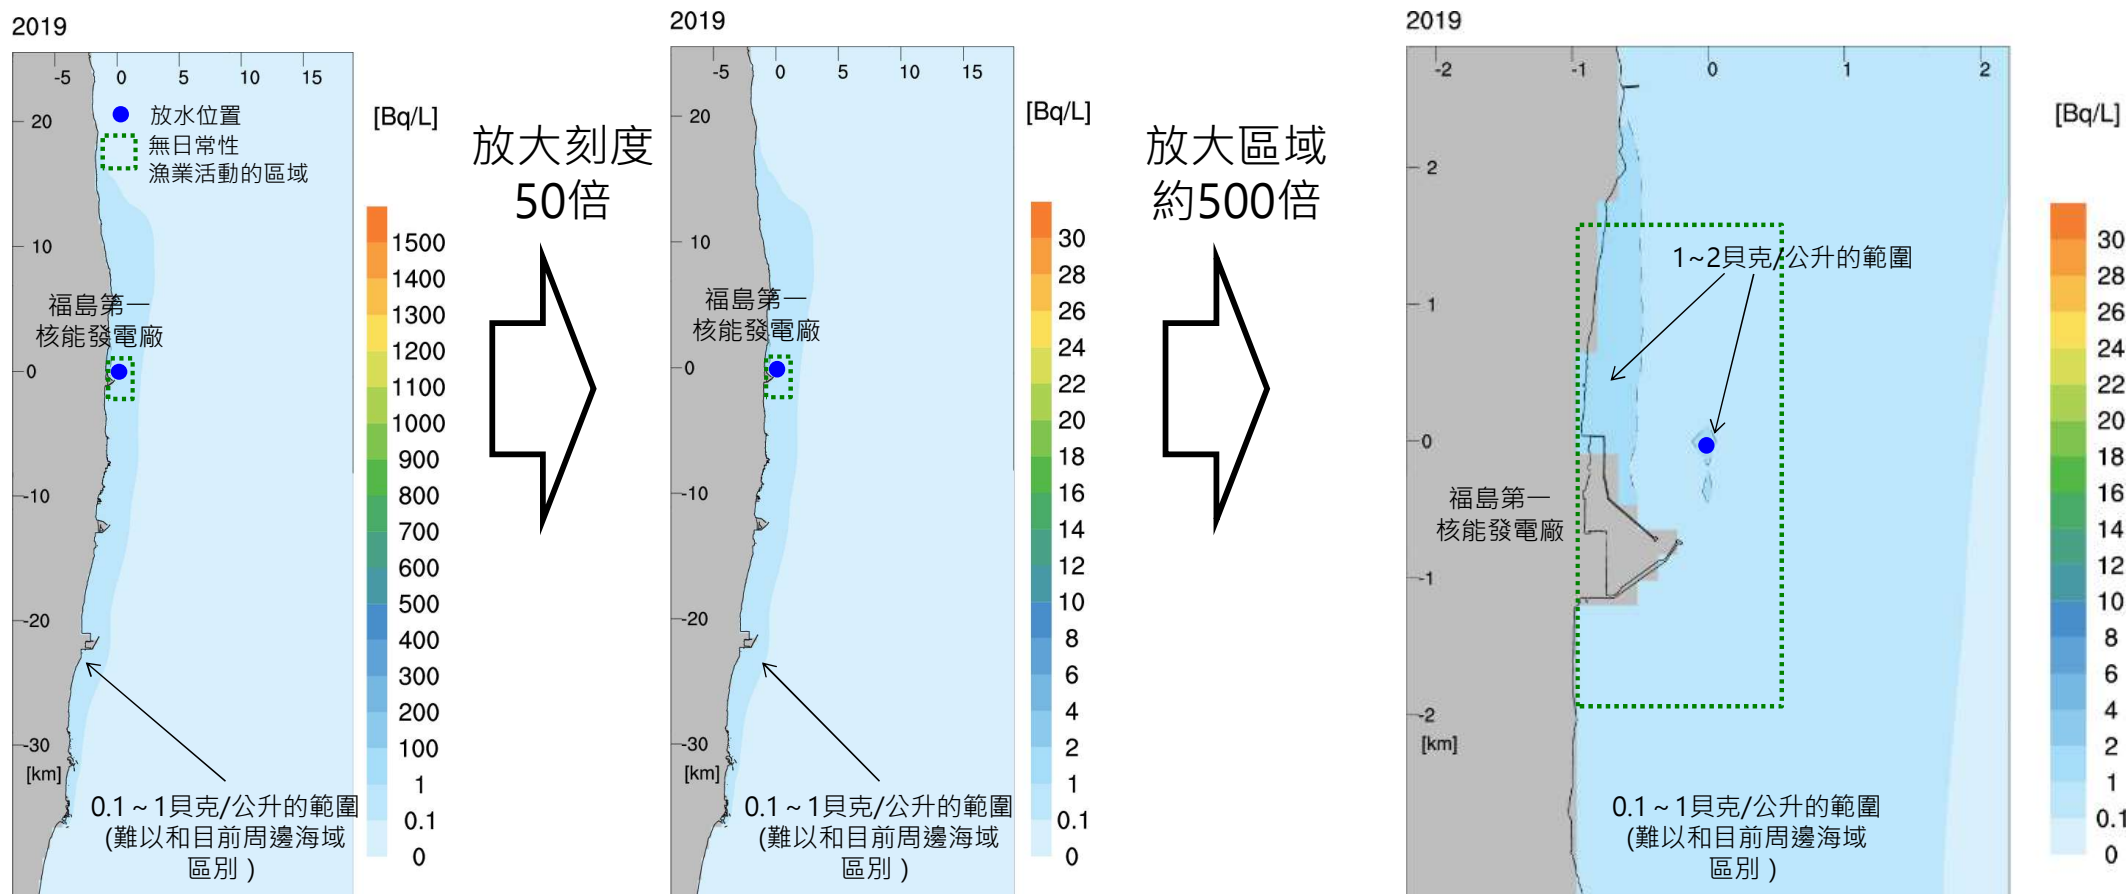 2019
-5 0 5 10 15
放水位置
無日常性
漁業活動的區域
20
10
0
-10
-20
-30
[km]
福島第一
核能發電廠
0.1 ~ 1貝克/公升的範圍
(難以和目前周邊海域
區別 )
[Bq/L]
1500
1400
1300
1200
1100
1000
900
800
700
600
500
400
300
200
100
1
0.1
0
放大刻度
50倍
2019
-5 0 5 10 15
20
10
0
-10
-20
-30
[km]
福島第一
核能發電廠
0.1 ~ 1貝克/公升的範圍
(難以和目前周邊海域
區別 )
[Bq/L]
30
28
26
24
22
20
18
16
14
12
10
8
6
4
2
1
0.1
0
放大區域
約500倍
2019
-2 -1 0 1 2
2
1
0
-1
-2
[km]
1~2貝克/公升的範圍
福島第一
核能發電廠
0.1 ~ 1貝克/公升的範圍
(難以和目前周邊海域
區別 )
[Bq/L]
30
28
26
24
22
20
18
16
14
12
10
8
6
4
2
1
0.1
0